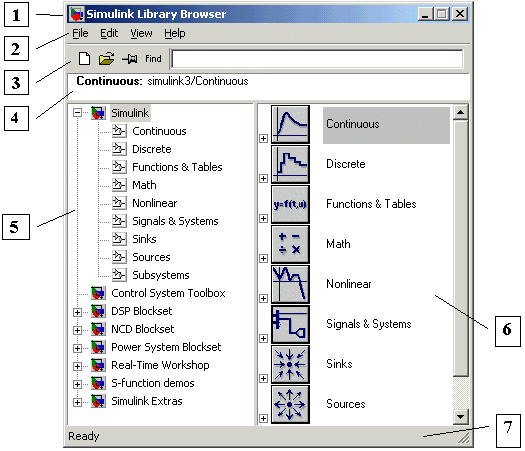 1 Simulink Library Browser
2 File Edit View Help
3 Find
Continuous: simulink3/Continuous
4
Simulink
Continuous
Discrete
Functions & Tables
Math
Nonlinear
5 Signals & Systems
Sinks
Sources
Subsystems
Control System Toolbox
DSP Blockset
NCD Blockset
Power System Blockset
Real-Time Workshop
S-function demos
Simulink Extras
Continuous
Discrete
y=f(t,u) Functions & Tables
+ − ÷ × Math
Nonlinear
Signals & Systems
6
Sinks
Sources
Ready
7